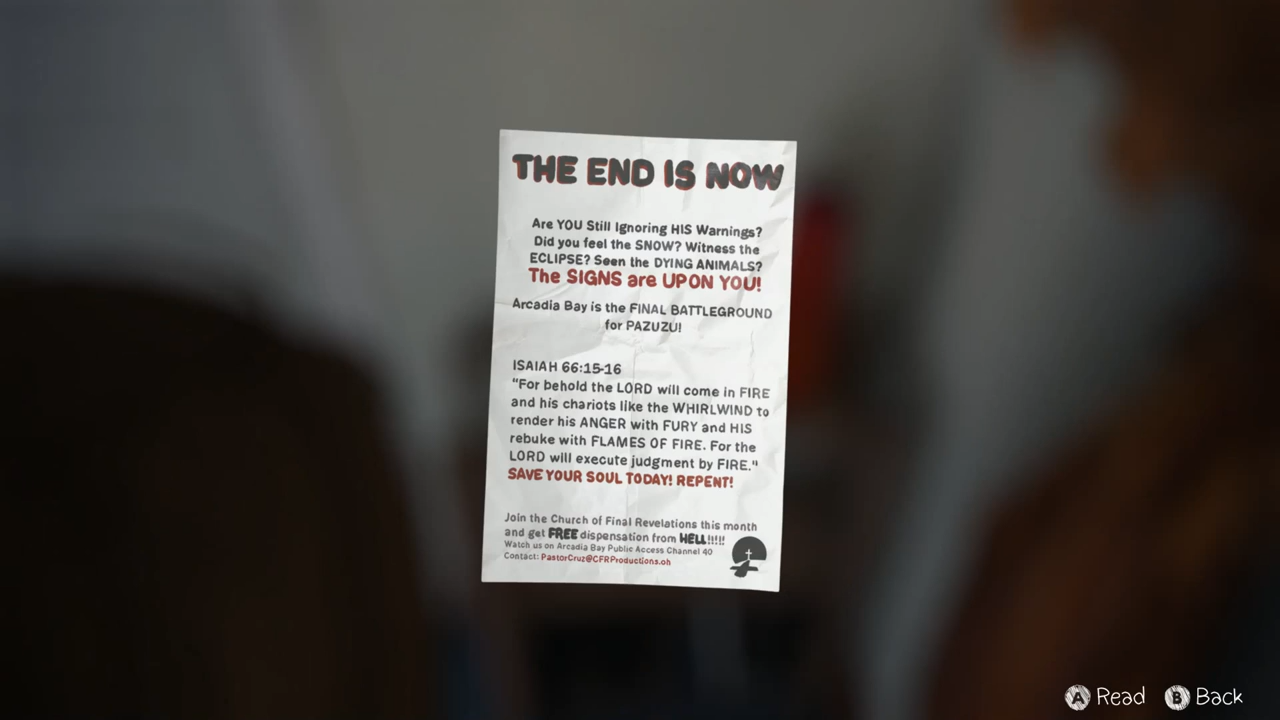 THE END IS NOW
Are YOU Still Ignoring HIS Warnings?
Did you feel the SNOW? Witness the
ECLIPSE? Seen the DYING ANIMALS?
The SIGNS are UPON YOU!
Arcadia Bay is the FINAL BATTLEGROUND
for PAZUZU!
ISAIAH 66:15-16
"For behold the LORD will come in FIRE
and his chariots like the WHIRLWIND to
render his ANGER with FURY and HIS
rebuke with FLAMES OF FIRE. For the
LORD will execute judgment by FIRE."
SAVE YOUR SOUL TODAY! REPENT!
Join the Church of Final Revelations this month
and get FREE dispensation from HELL!!!!!
Watch us on Arcadia Bay Public Access Channel 40
Contact: PastorCruz@CFRProductions.oh
A Read B Back